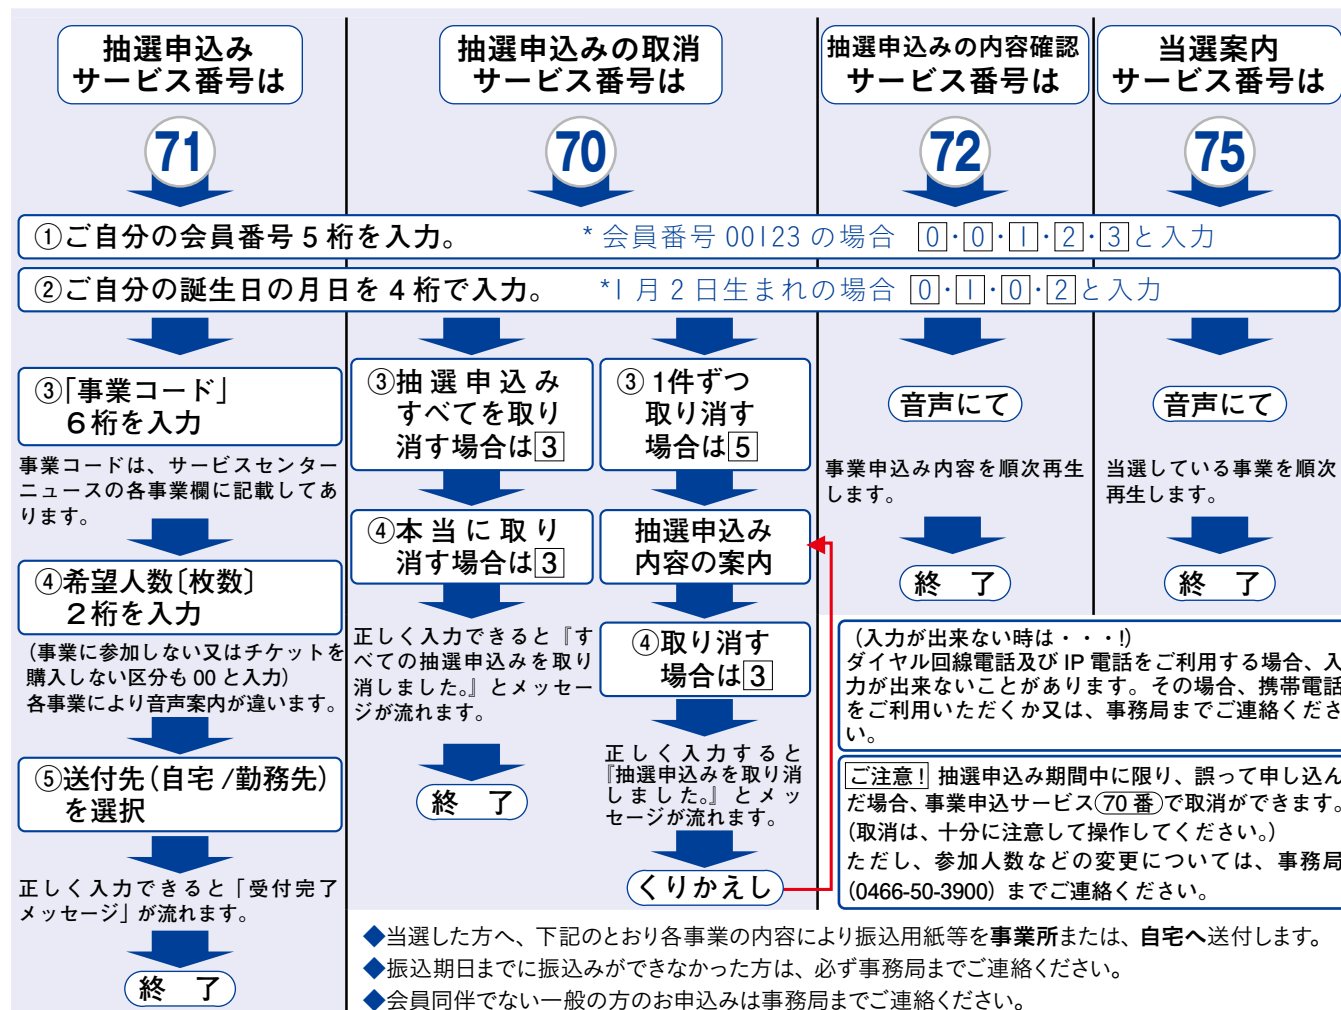 抽選申込み
サービス番号は
71
抽選申込みの取消
サービス番号は
70
抽選申込みの内容確認
サービス番号は
72
当選案内
サービス番号は
75
①ご自分の会員番号5桁を入力。 *会員番号00123の場合 0・0・1・2・3と入力
②ご自分の誕生日の月日を4桁で入力。 *1月2日生まれの場合 0・1・0・2と入力
③「事業コード」
6桁を入力
事業コードは、サービスセンター
ニュースの各事業欄に記載してあ
ります。
④希望人数〔枚数〕
2桁を入力
(事業に参加しない又はチケットを
購入しない区分も00と入力)
各事業により音声案内が違います。
⑤送付先(自宅/勤務先)
を選択
正しく入力できると「受付完了
メッセージ」が流れます。
終 了
③抽選申込み
すべてを取り
消す場合は3
④本当に取り
消す場合は3
正しく入力できると『す
べての抽選申込みを取り
消しました。』とメッセー
ジが流れます。
終 了
③1件ずつ
取り消す
場合は5
抽選申込み
内容の案内
④取り消す
場合は3
正しく入力すると
『抽選申込みを取り消
しました。』とメッ
セージが流れます。
くりかえし
音声にて
事業申込み内容を順次再生
します。
終 了
音声にて
当選している事業を順次
再生します。
終 了
(入力が出来ない時は・・・!)
ダイヤル回線電話及びIP電話をご利用する場合、入
力が出来ないことがあります。その場合、携帯電話
をご利用いただくか又は、事務局までご連絡くださ
い。
ご注意! 抽選申込み期間中に限り、誤って申し込ん
だ場合、事業申込サービス70番で取消ができます。
(取消は、十分に注意して操作してください。)
ただし、参加人数などの変更については、事務局
(0466-50-3900)までご連絡ください。
◆当選した方へ、下記のとおり各事業の内容により振込用紙等を事業所または、自宅へ送付します。
◆振込期日までに振込みができなかった方は、必ず事務局までご連絡ください。
◆会員同伴でない一般の方のお申込みは事務局までご連絡ください。